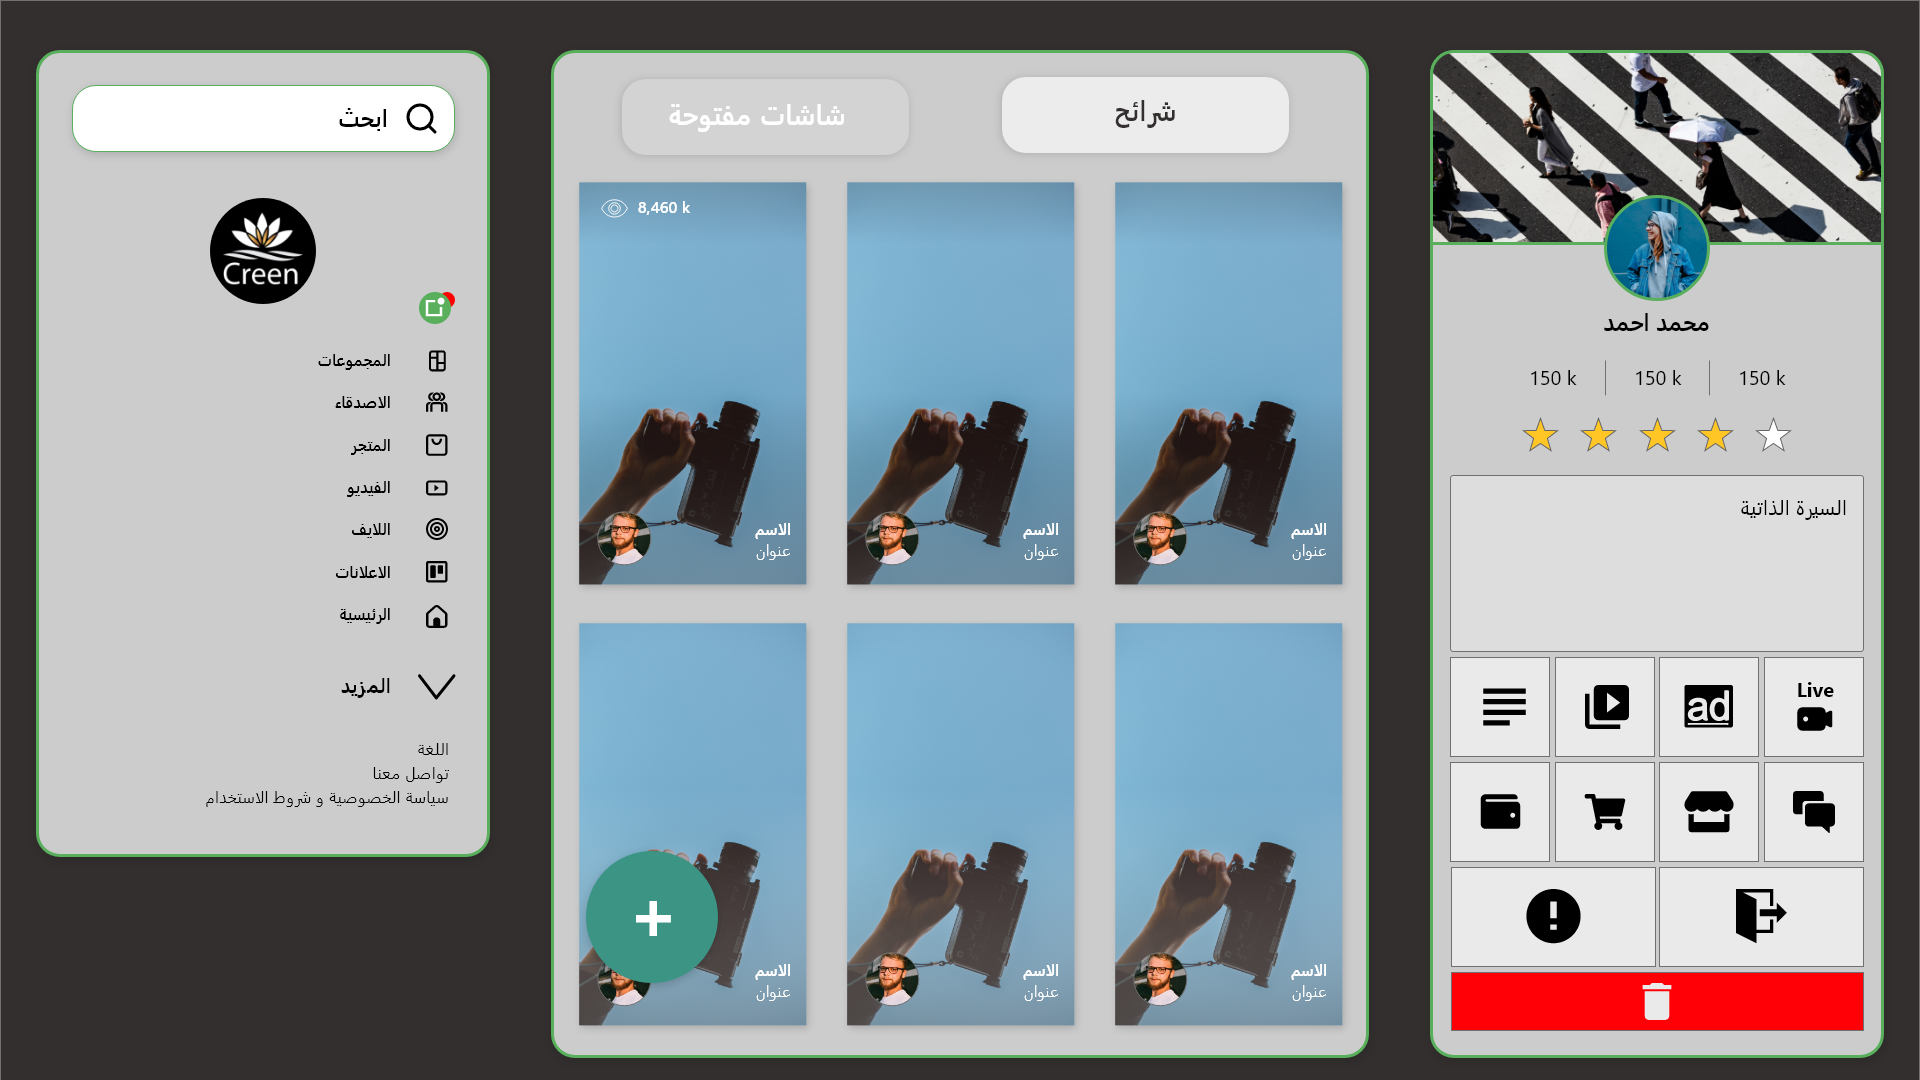 ابحث
Creen
المجموعات
الاصدقاء
المتجر
الفيديو
اللايف
الاعلانات
الرئيسية
المزيد
اللغة
تواصل معنا
سياسة الخصوصية و شروط الاستخدام
شرائح
شاشات مفتوحة
8,460 k
الاسم
عنوان
الاسم
عنوان
الاسم
عنوان
الاسم
عنوان
الاسم
عنوان
الاسم
عنوان
محمد احمد
150 k
150 k
150 k
السيرة الذاتية
ad
Live